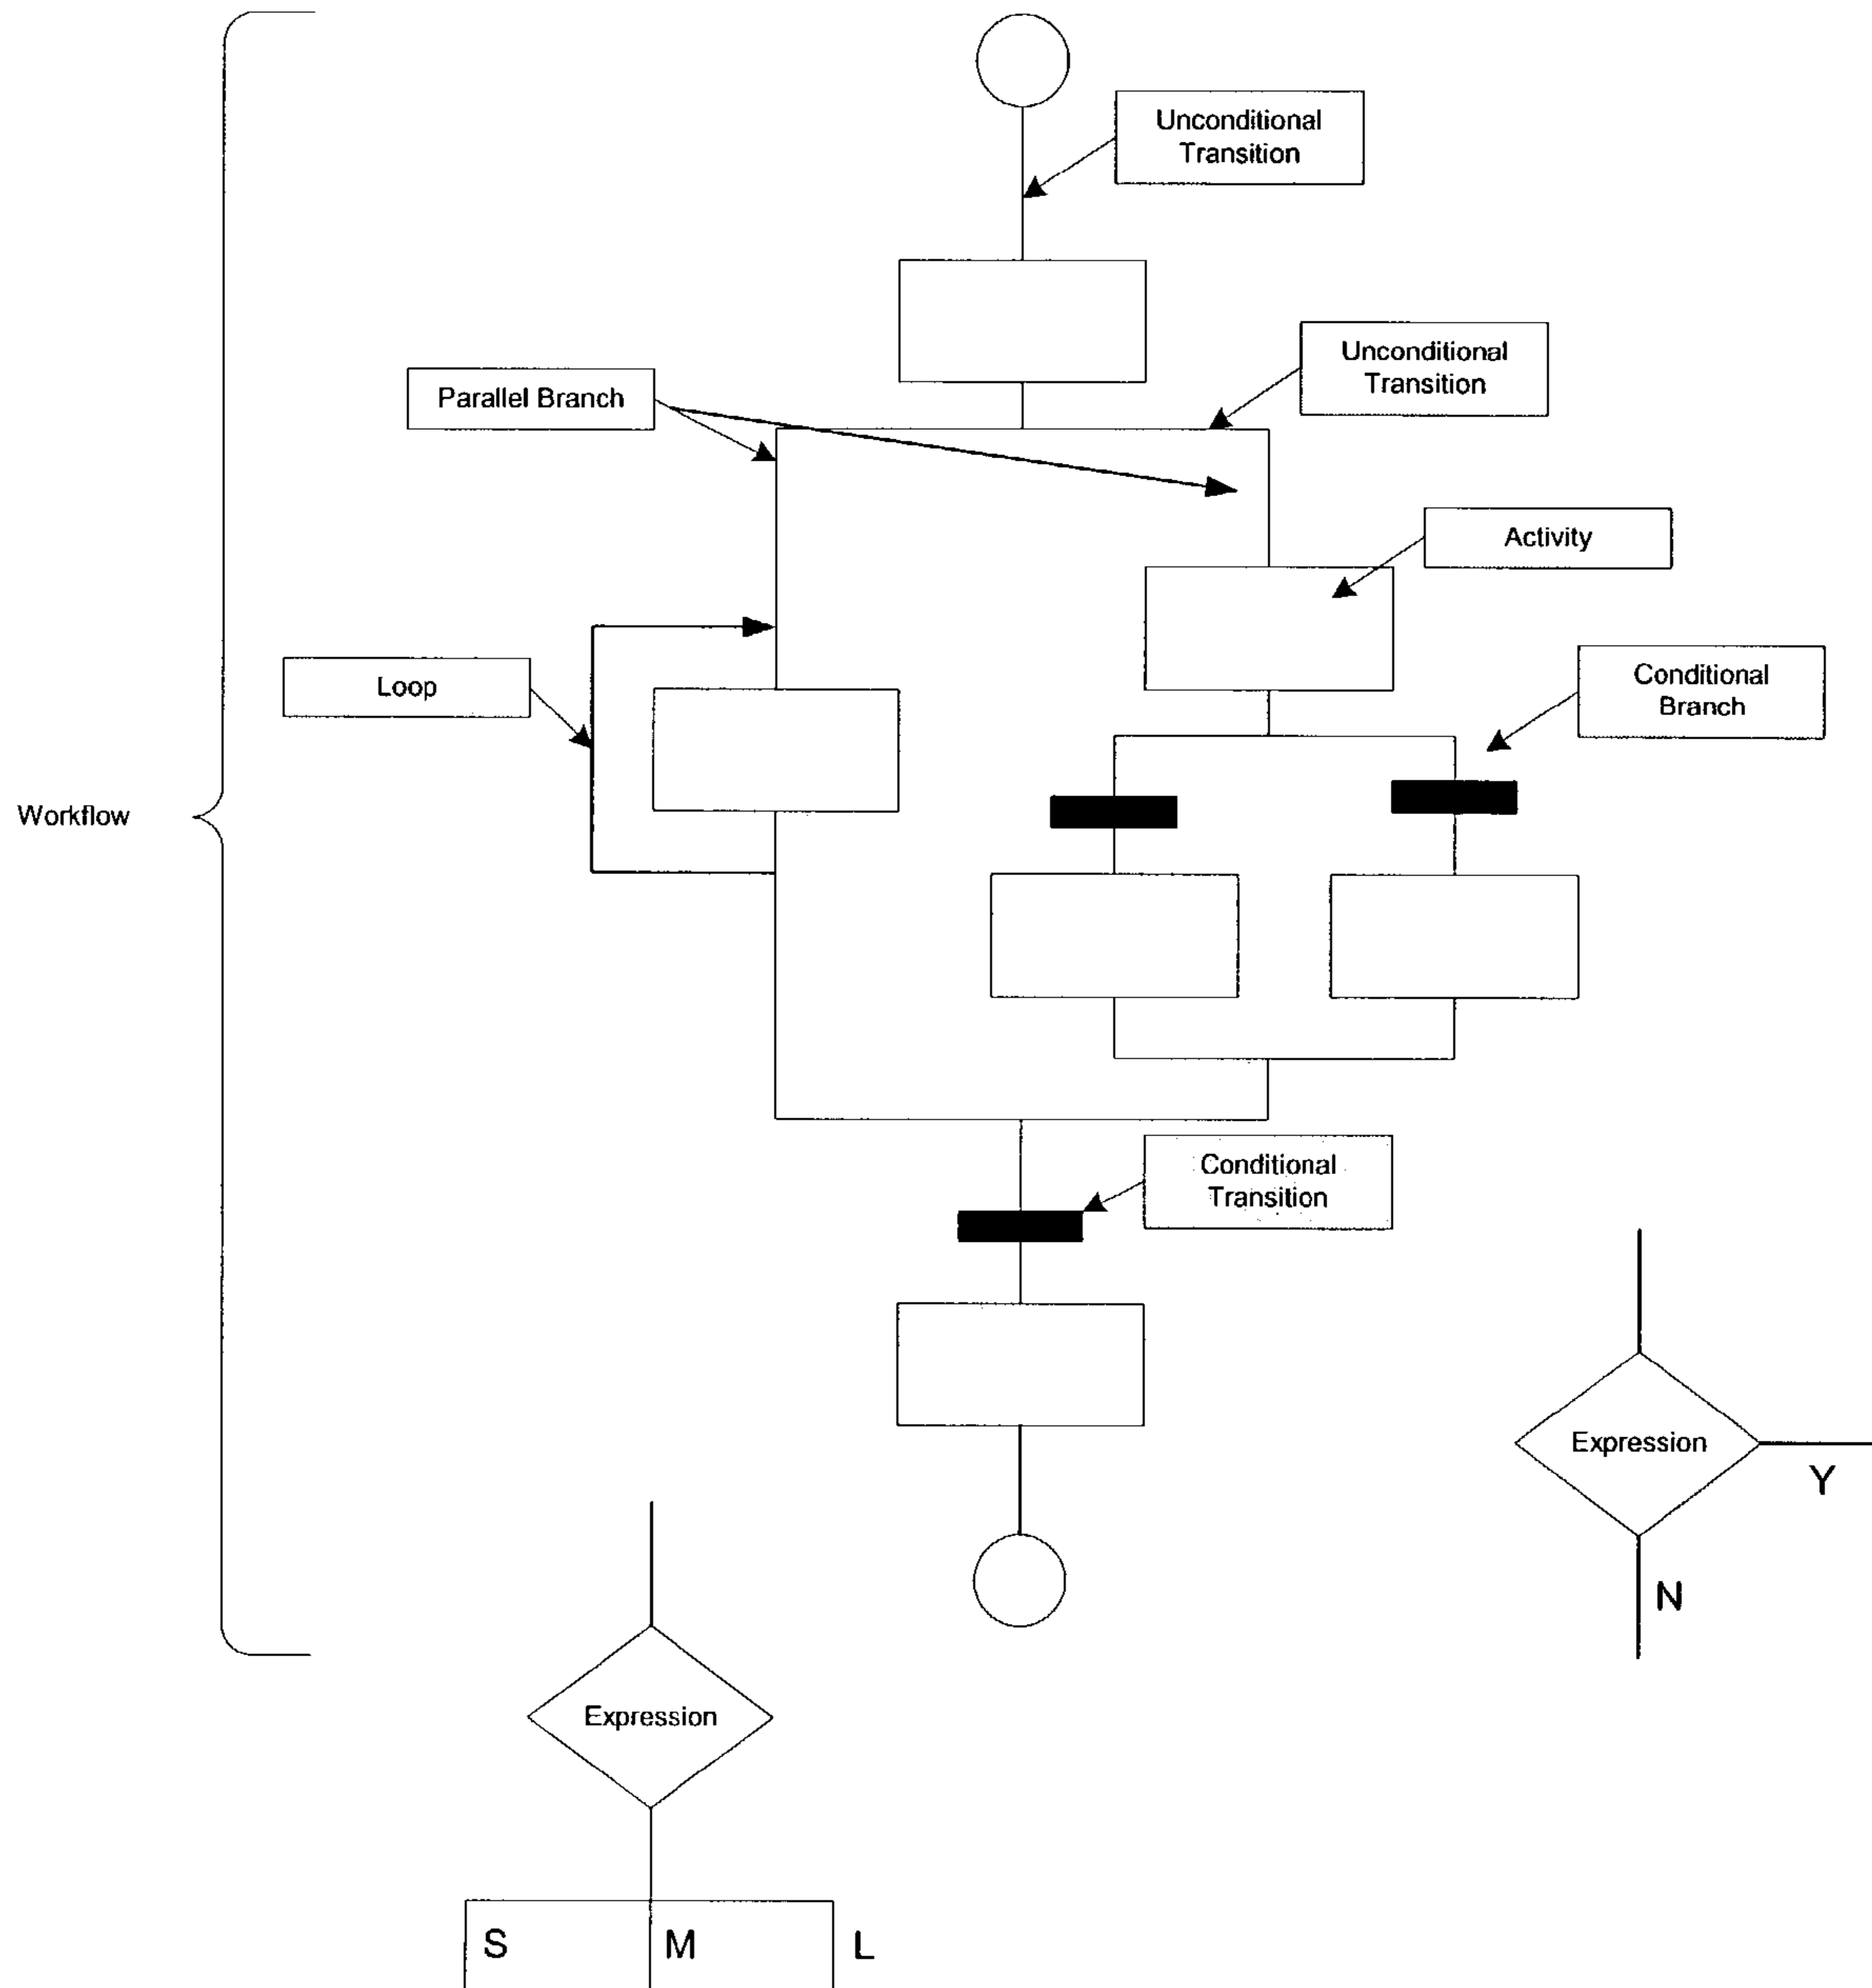 Unconditional
Transition
Unconditional
Transition
Parallel Branch
Activity
Conditional
Branch
Loop
Workflow
Conditional
Transition
Expression
Y
N
Expression
S
M
L